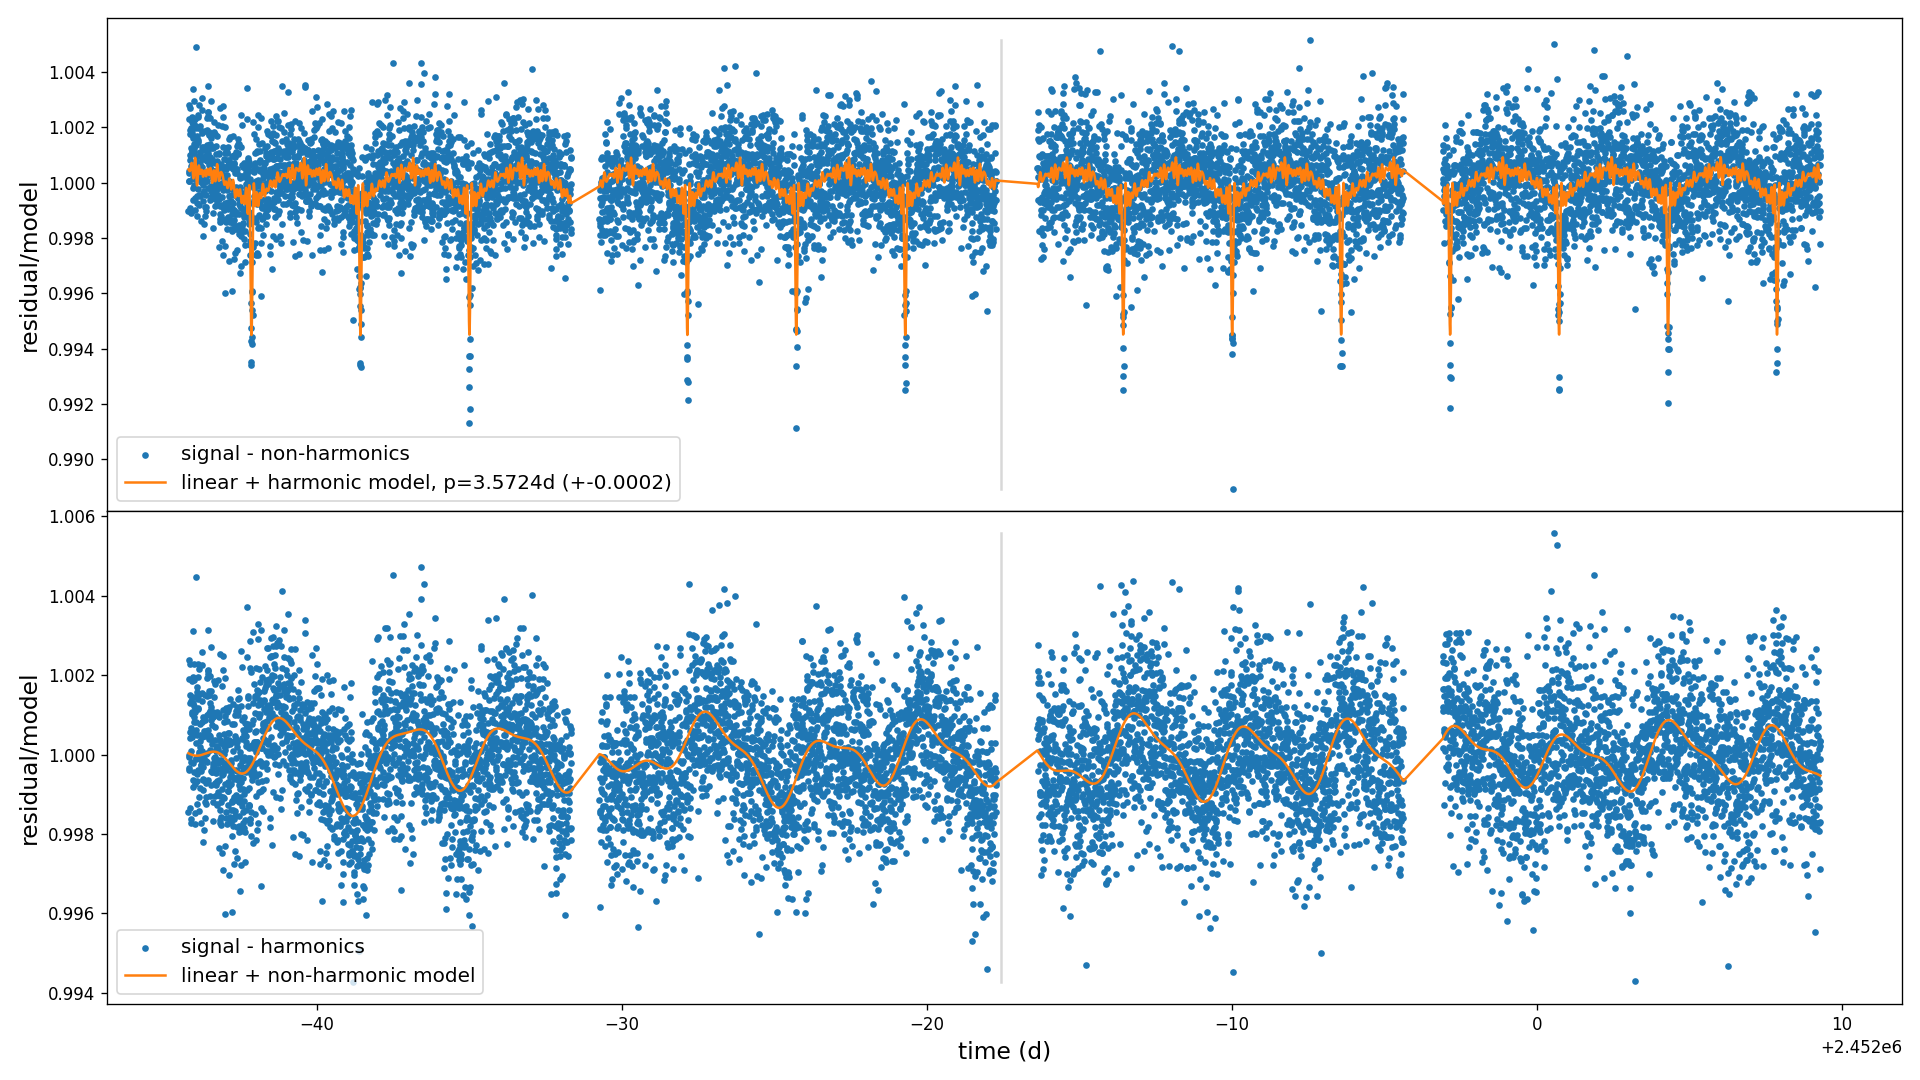 1.004
1.002
1.000
0.998
0.996
0.994
0.992
0.990
residual/model
signal - non-harmonics
linear + harmonic model, p=3.5724d (+-0.0002)
1.006
1.004
1.002
1.000
0.998
0.996
0.994
residual/model
signal - harmonics
linear + non-harmonic model
−40
−30
−20
−10
0
10
time (d)
+2.452e6